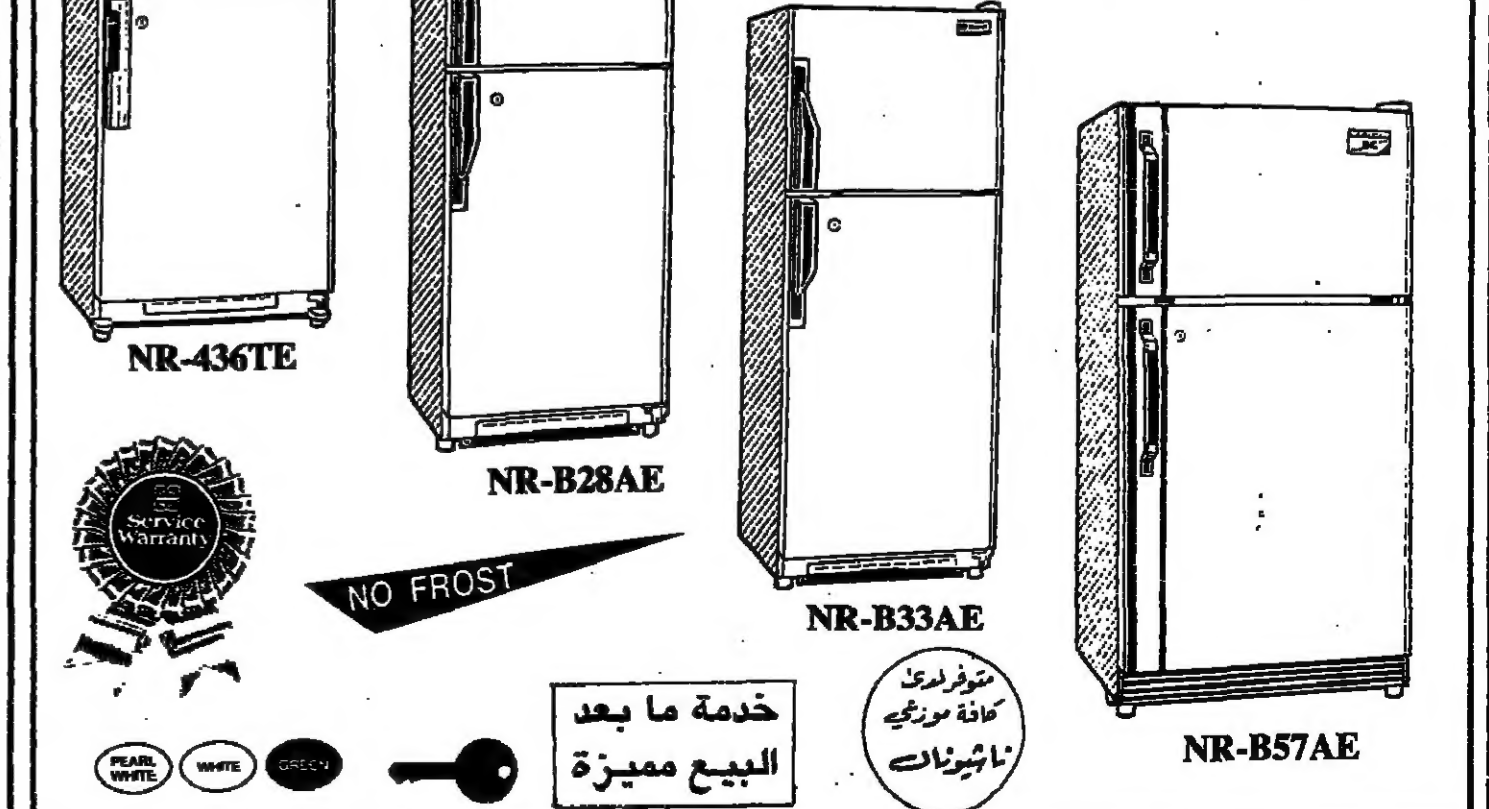 NR-436TE
NR-B28AE
NR-B33AE
NR-B57AE
Service
Warranty
NO FROST
PEARL
WHITE
WHITE
GREEN
خدمة ما بعد
البيع مميزة
متوفر لدى
كافة موزعي
ناشيونال